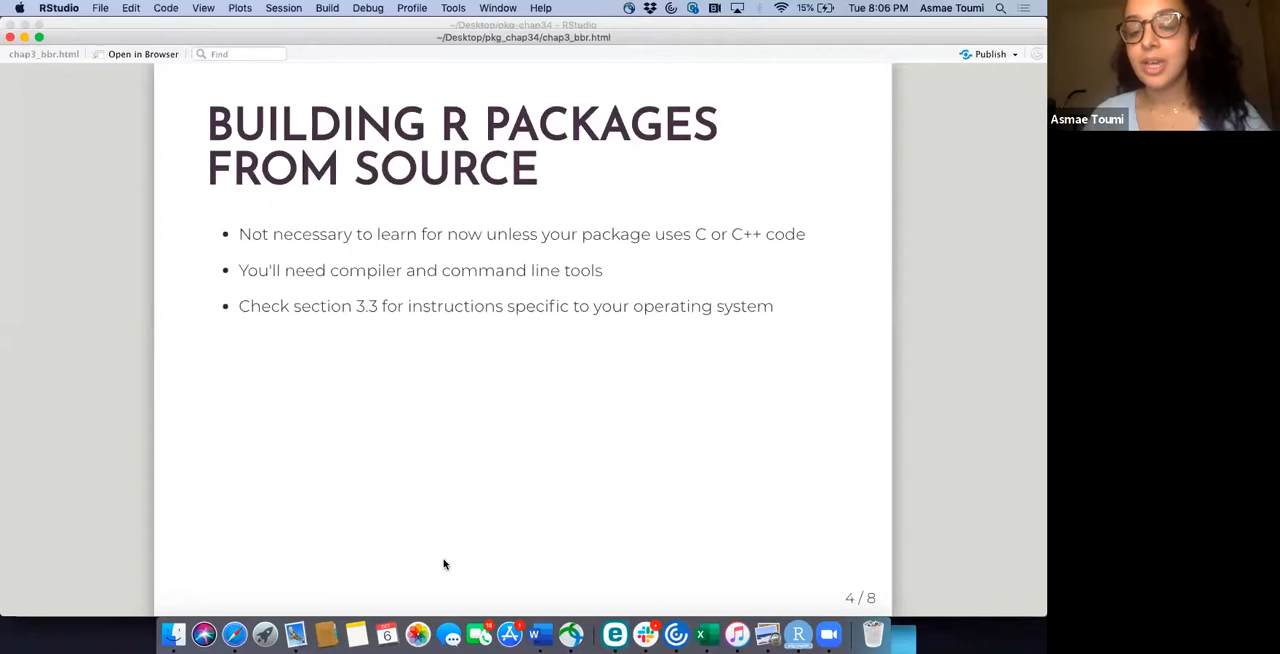 RStudio File Edit Code View Plots Session Build Debug Profile Tools Window Help 15% Tue 8:06 PM Asmae Toumi
~/Desktop/pkg_chap34 - RStudio
~/Desktop/pkg_chap34/chap3_bbr.html
chap3_bbr.html Open in Browser Find Publish
Asmae Toumi
BUILDING R PACKAGES
FROM SOURCE
• Not necessary to learn for now unless your package uses C or C++ code
• You'll need compiler and command line tools
• Check section 3.3 for instructions specific to your operating system
4 / 8